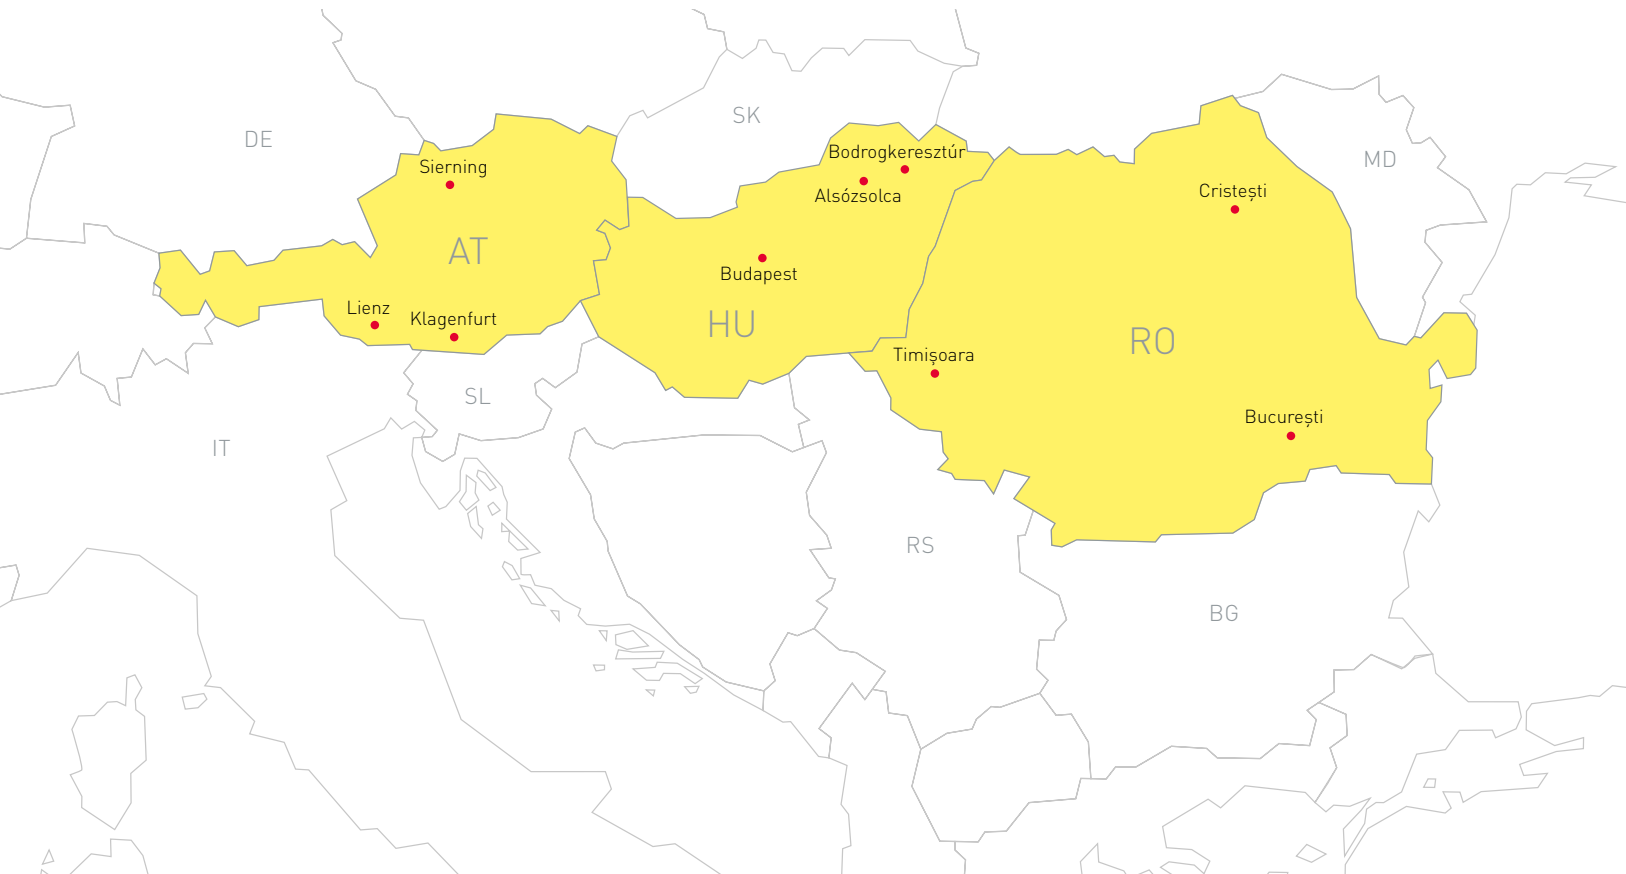 SK
DE
Bodrogkeresztúr
MD
Sierning
Cristești
Alsózsolca
AT
Budapest
Lienz
Klagenfurt
HU
RO
Timișoara
SL
București
IT
RS
BG